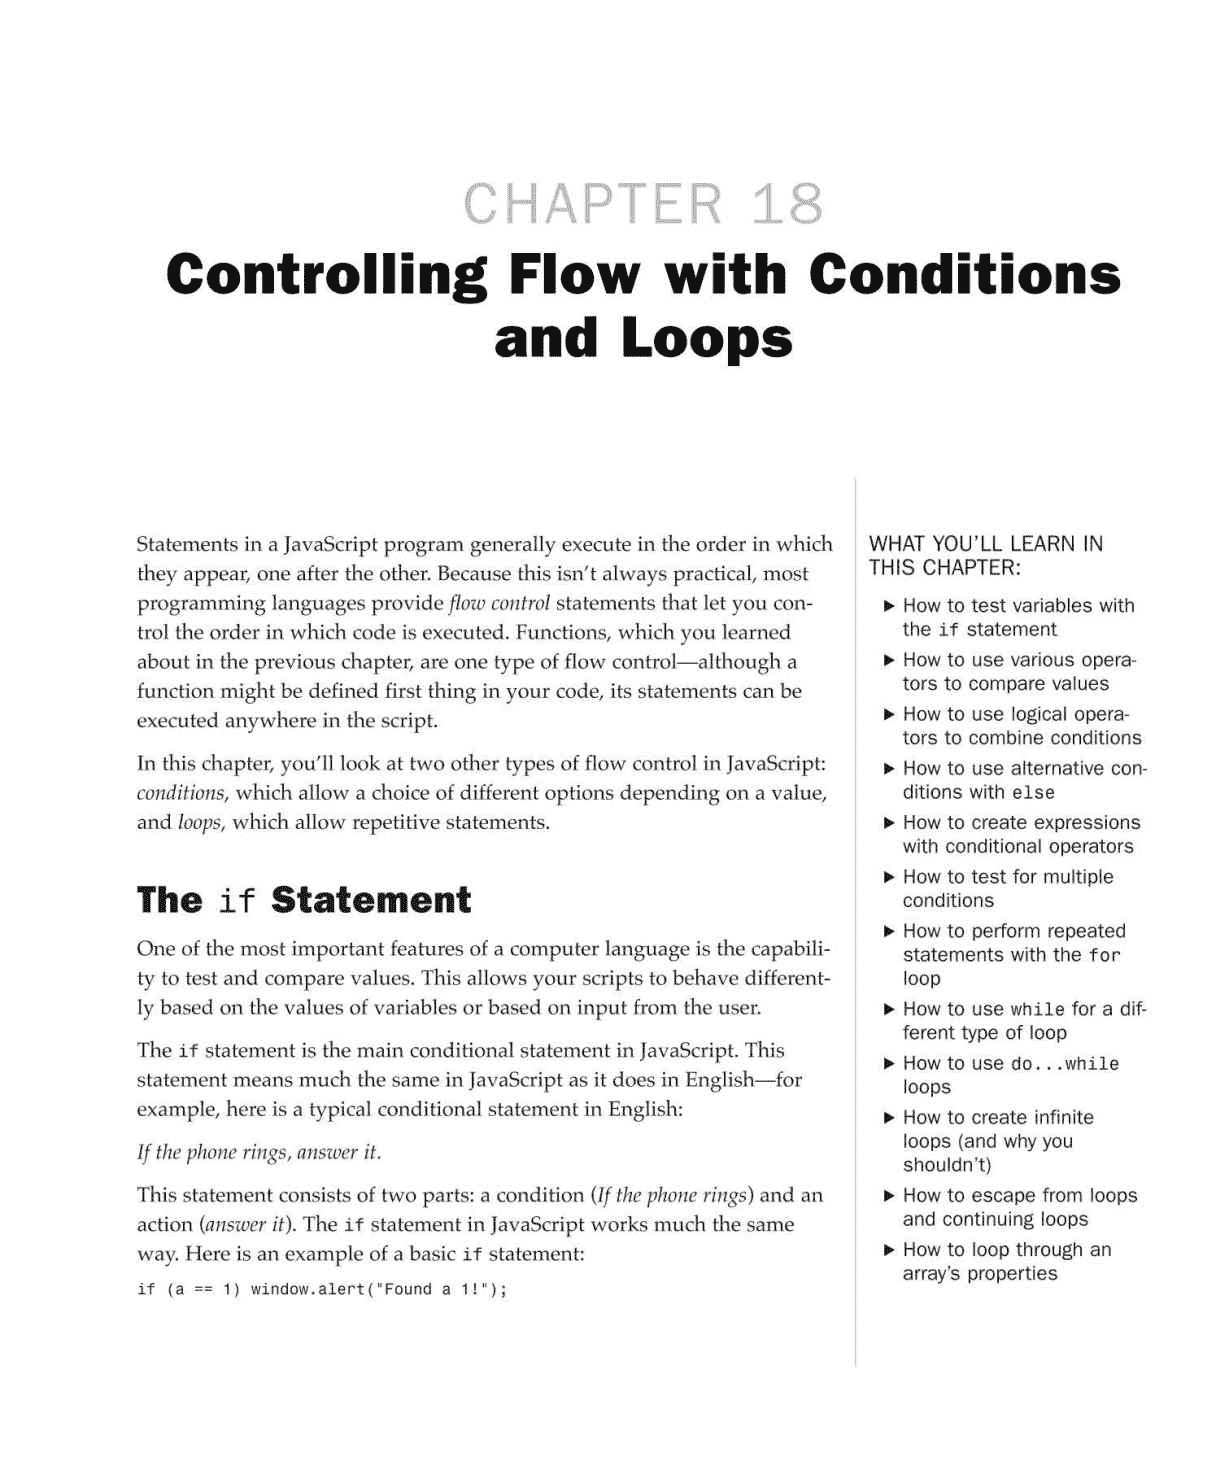 CHAPTER 18
Controlling Flow with Conditions
and Loops
Statements in a JavaScript program generally execute in the order in which
they appear, one after the other. Because this isn't always practical, most
programming languages provide flow control statements that let you con-
trol the order in which code is executed. Functions, which you learned
about in the previous chapter, are one type of flow control—although a
function might be defined first thing in your code, its statements can be
executed anywhere in the script.
In this chapter, you'll look at two other types of flow control in JavaScript:
conditions, which allow a choice of different options depending on a value,
and loops, which allow repetitive statements.
The if Statement
One of the most important features of a computer language is the capabili-
ty to test and compare values. This allows your scripts to behave different-
ly based on the values of variables or based on input from the user.
The if statement is the main conditional statement in JavaScript. This
statement means much the same in JavaScript as it does in English—for
example, here is a typical conditional statement in English:
If the phone rings, answer it.
This statement consists of two parts: a condition (If the phone rings) and an
action (answer it). The if statement in JavaScript works much the same
way. Here is an example of a basic if statement:
if (a == 1) window.alert("Found a 1!");
WHAT YOU'LL LEARN IN
THIS CHAPTER:
► How to test variables with
the if statement
► How to use various opera-
tors to compare values
► How to use logical opera-
tors to combine conditions
► How to use alternative con-
ditions with else
► How to create expressions
with conditional operators
► How to test for multiple
conditions
► How to perform repeated
statements with the for
loop
► How to use while for a dif-
ferent type of loop
► How to use do...while
loops
► How to create infinite
loops (and why you
shouldn't)
► How to escape from loops
and continuing loops
► How to loop through an
array's properties